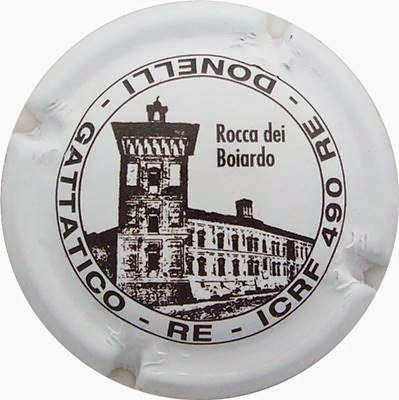 Rocca dei
Boiardo
DONELLI - GATTATICO - RE - ICRF 490 RE -